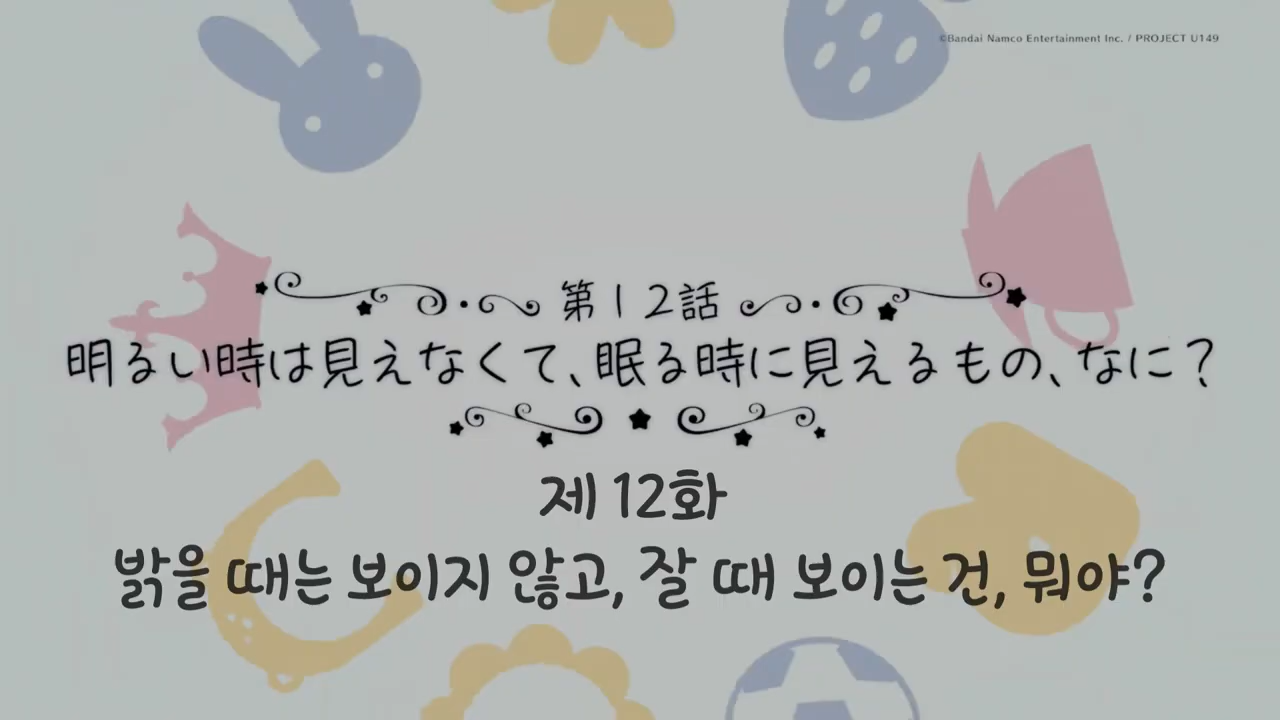 ©Bandai Namco Entertainment Inc. / PROJECT U149
第12話
明るい時は見えなくて、眠る時に見えるもの、なに？
제 12화
밝을 때는 보이지 않고, 잘 때 보이는 건, 뭐야?